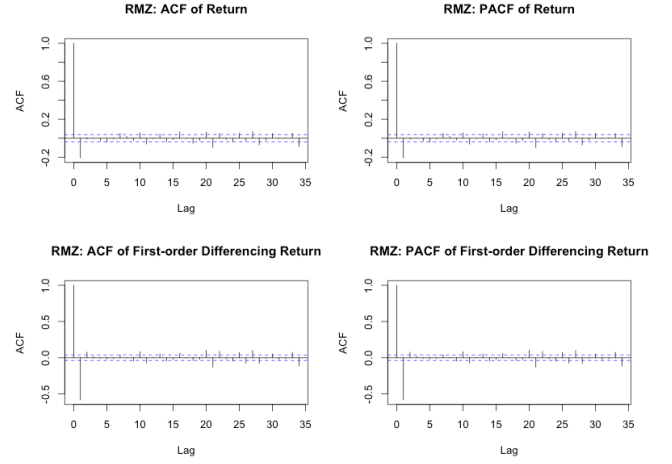 RMZ: ACF of Return
ACF
1.0
0.6
0.2
-0.2
0 5 10 15 20 25 30 35
Lag
RMZ: PACF of Return
ACF
1.0
0.6
0.2
-0.2
0 5 10 15 20 25 30 35
Lag
RMZ: ACF of First-order Differencing Return
ACF
1.0
0.5
0.0
-0.5
0 5 10 15 20 25 30 35
Lag
RMZ: PACF of First-order Differencing Return
ACF
1.0
0.5
0.0
-0.5
0 5 10 15 20 25 30 35
Lag